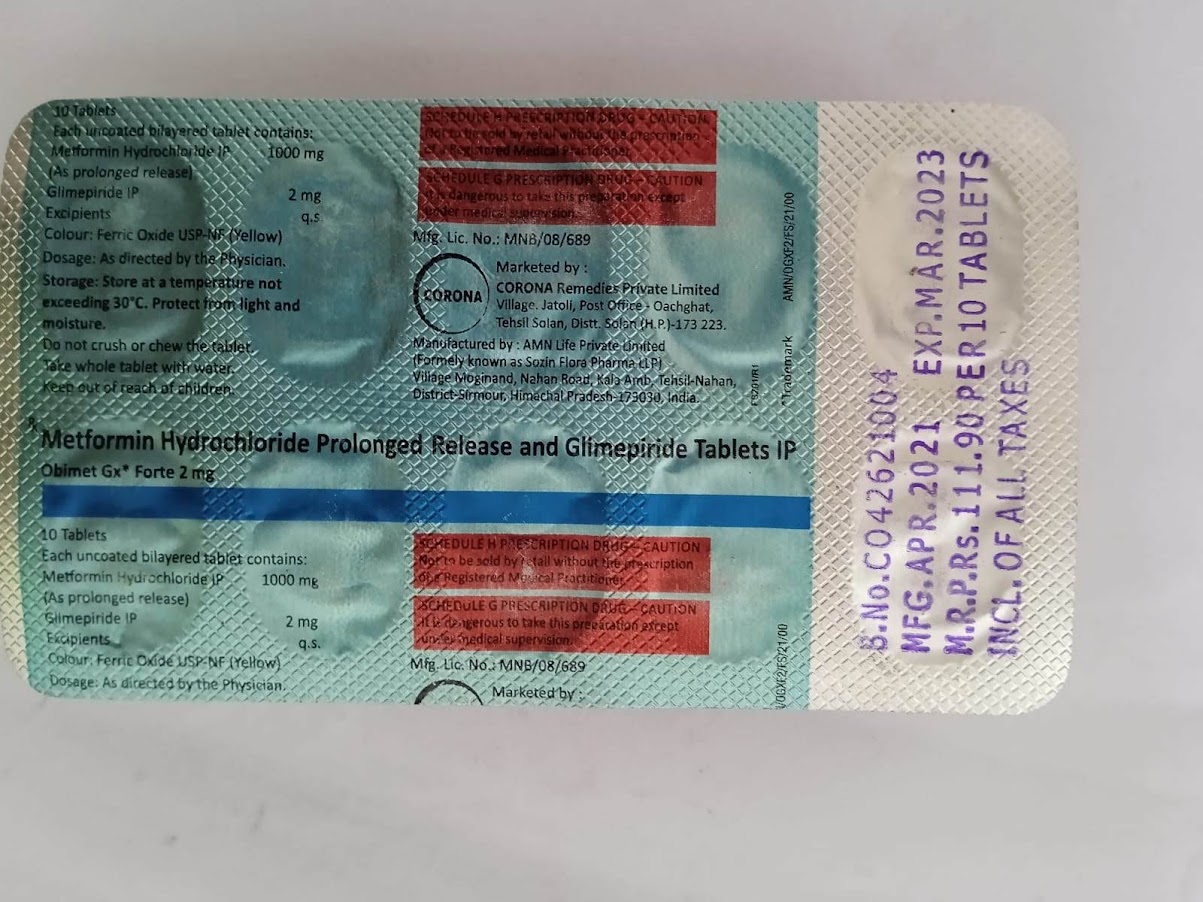 10 Tablets
Each uncoated bilayered tablet contains:
Metformin Hydrochloride IP 1000 mg
(As prolonged release)
Glimepiride IP 2 mg
Excipients q.s
Colour: Ferric Oxide USP-NF (Yellow)
Dosage: As directed by the Physician.
Storage: Store at a temperature not
exceeding 30°C. Protect from light and
moisture.
Do not crush or chew the tablet.
Take whole tablet with water.
Keep out of reach of children.
SCHEDULE H PRESCRIPTION DRUG - CAUTION
Not to be sold by retail without the prescription
of a Registered Medical Practitioner.
SCHEDULE G PRESCRIPTION DRUG - CAUTION
It is dangerous to take this preparation except
under medical supervision.
Mfg. Lic. No.: MNB/08/689
CORONA
Marketed by :
CORONA Remedies Private Limited
Village. Jatoli, Post Office - Oachghat,
Tehsil Solan, Distt. Solan (H.P.)-173 223.
Manufactured by : AMN Life Private Limited
(Formely known as Sozin Flora Pharma LLP)
Village Moginand, Nahan Road, Kala Amb, Tehsil-Nahan,
District-Sirmour, Himachal Pradesh-173030, India.
*Trademark AMN/OGXF2/FS/21/00
Rx
Metformin Hydrochloride Prolonged Release and Glimepiride Tablets IP
Obimet Gx* Forte 2 mg
10 Tablets
Each uncoated bilayered tablet contains:
Metformin Hydrochloride IP 1000 mg
(As prolonged release)
Glimepiride IP 2 mg
Excipients q.s.
Colour: Ferric Oxide USP-NF (Yellow)
Dosage: As directed by the Physician.
SCHEDULE H PRESCRIPTION DRUG - CAUTION
Not to be sold by retail without the prescription
of a Registered Medical Practitioner.
SCHEDULE G PRESCRIPTION DRUG - CAUTION
It is dangerous to take this preparation except
under medical supervision.
Mfg. Lic. No.: MNB/08/689
Marketed by :
/OGXF2/FS/21/00
B.No.CO42621004
MFG.APR.2021 EXP.MAR.2023
M.R.P.Rs.111.90 PER 10 TABLETS
INCL.OF ALL TAXES